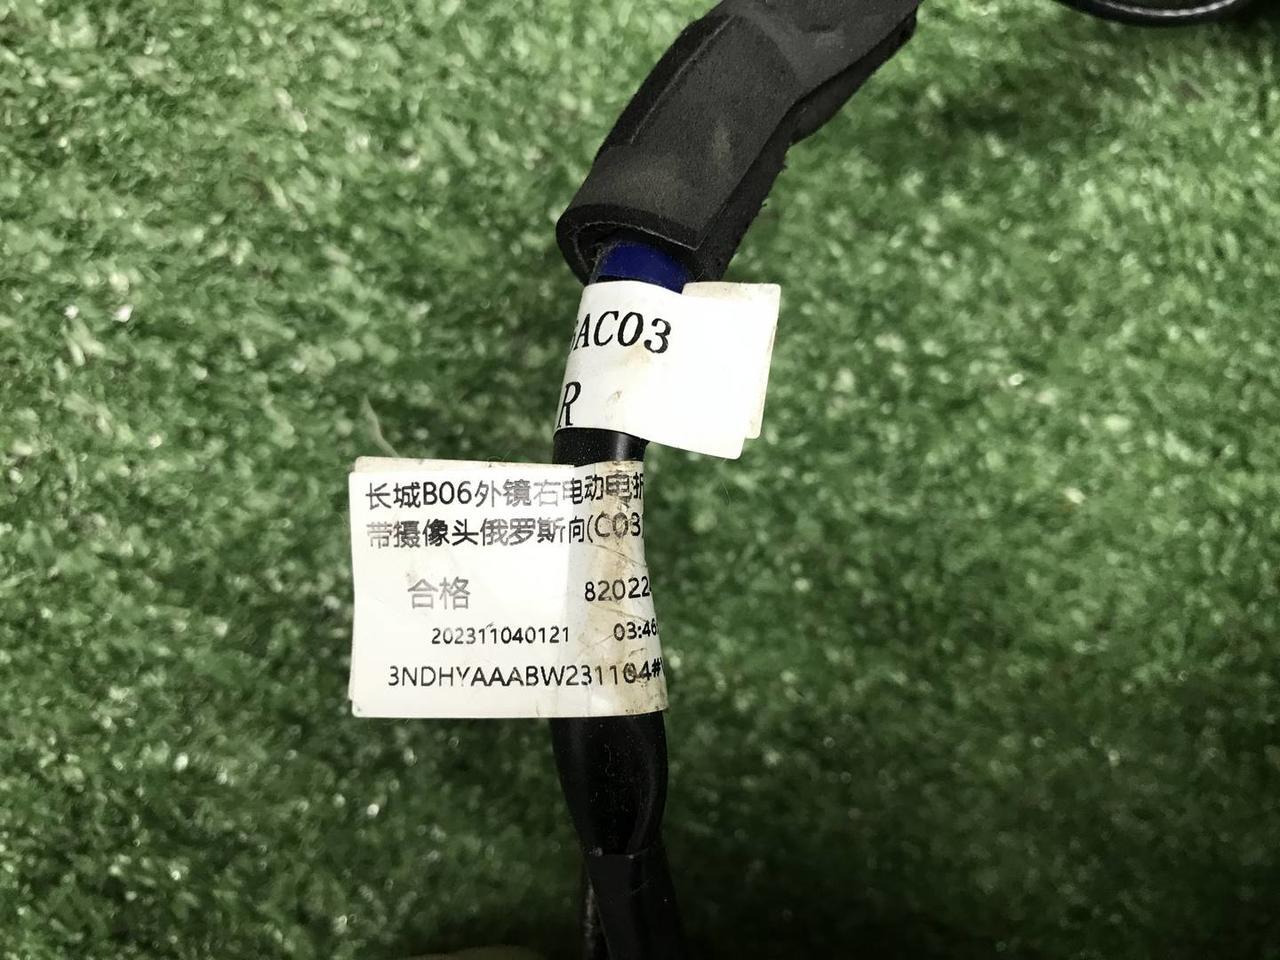 AC03
R
长城B06外镜右电动电折
带摄像头俄罗斯向(C03)
合格 82022
202311040121 03:46
3NDHYAAABW231104#